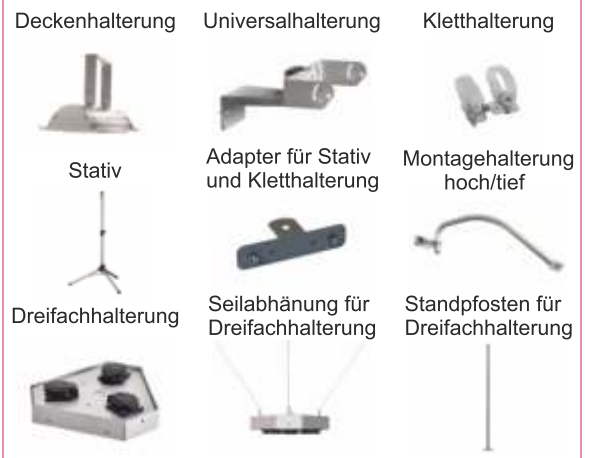 Deckenhalterung
Universalhalterung
Kletthalterung
Stativ
Adapter für Stativ
und Kletthalterung
Montagehalterung
hoch/tief
Dreifachhalterung
Seilabhänung für
Dreifachhalterung
Standpfosten für
Dreifachhalterung